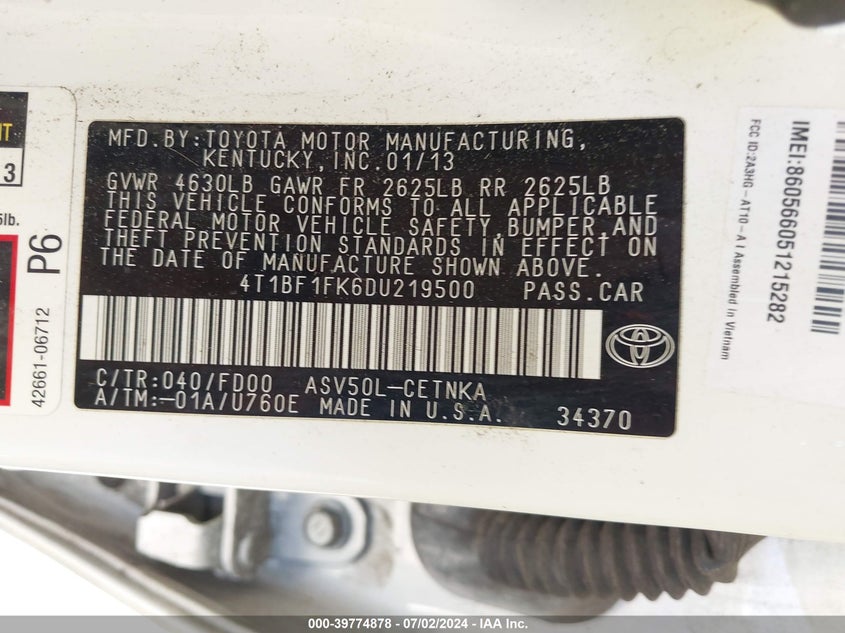 MFD. BY: TOYOTA MOTOR MANUFACTURING,
KENTUCKY, INC. 01/13
GVWR 4630LB GAWR FR 2625LB RR 2625LB
THIS VEHICLE CONFORMS TO ALL APPLICABLE
FEDERAL MOTOR VEHICLE SAFETY, BUMPER, AND
THEFT PREVENTION STANDARDS IN EFFECT ON
THE DATE OF MANUFACTURE SHOWN ABOVE.
4T1BF1FK6DU219500 PASS. CAR
C/TR: 040/FD00 ASV50L-CETNKA
A/TM: -01A/U760E MADE IN U.S.A. 34370
3
lb.
P6
42661-06712
IMEI:860566051215282
FCC ID:2A3HG-AT10-A | Assembled in Vietnam
000-39774878 - 07/02/2024 - Copyright © IAA, Inc.